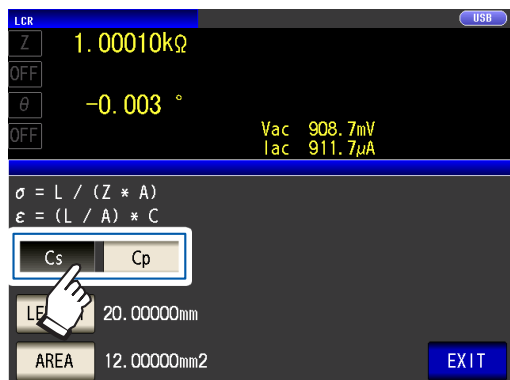 LCR USB
Z 1.00010kΩ
OFF
θ -0.003 °
OFF
Vac 908.7mV
Iac 911.7μA
σ = L / (Z * A)
ε = (L / A) * C
Cs Cp
20.00000mm
AREA 12.00000mm2
EXIT